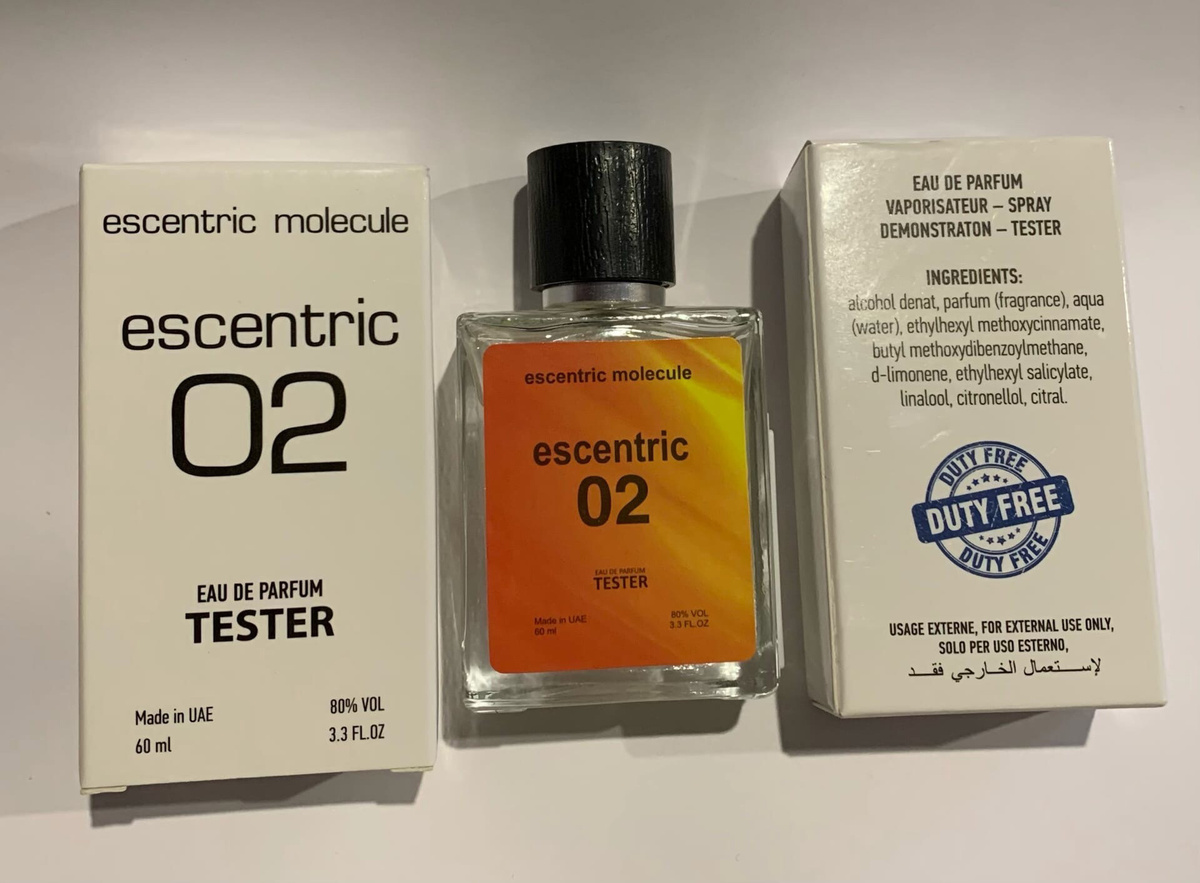 escentric molecule
escentric
02
EAU DE PARFUM
TESTER
Made in UAE
60 ml
80% VOL
3.3 FL.OZ
escentric molecule
escentric
02
EAU DE PARFUM
TESTER
Made in UAE
60 ml
80% VOL
3.3 FL.OZ
EAU DE PARFUM
VAPORISATEUR – SPRAY
DEMONSTRATON – TESTER
INGREDIENTS:
alcohol denat, parfum (fragrance), aqua
(water), ethylhexyl methoxycinnamate,
butyl methoxydibenzoylmethane,
d-limonene, ethylhexyl salicylate,
linalool, citronellol, citral.
DUTY FREE
DUTY FREE
DUTY FREE
USAGE EXTERNE, FOR EXTERNAL USE ONLY,
SOLO PER USO ESTERNO,
لإستعمال الخارجي فقد